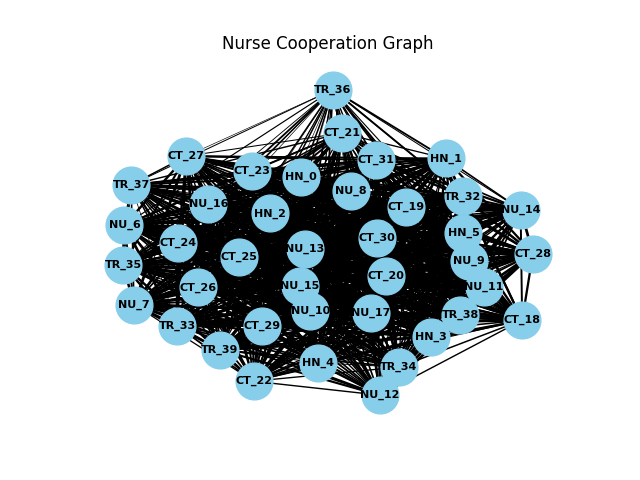 Nurse Cooperation Graph
TR_36
CT_21
CT_27
CT_31
HN_1
CT_23
HN_0
TR_37
NU_8
TR_32
NU_16
CT_19
NU_14
HN_2
NU_6
HN_5
CT_30
CT_24
NU_13
CT_28
CT_25
NU_9
TR_35
CT_20
NU_15
CT_26
NU_11
NU_7
NU_10
NU_17
TR_38
CT_18
TR_33
CT_29
HN_3
TR_39
HN_4
TR_34
CT_22
NU_12